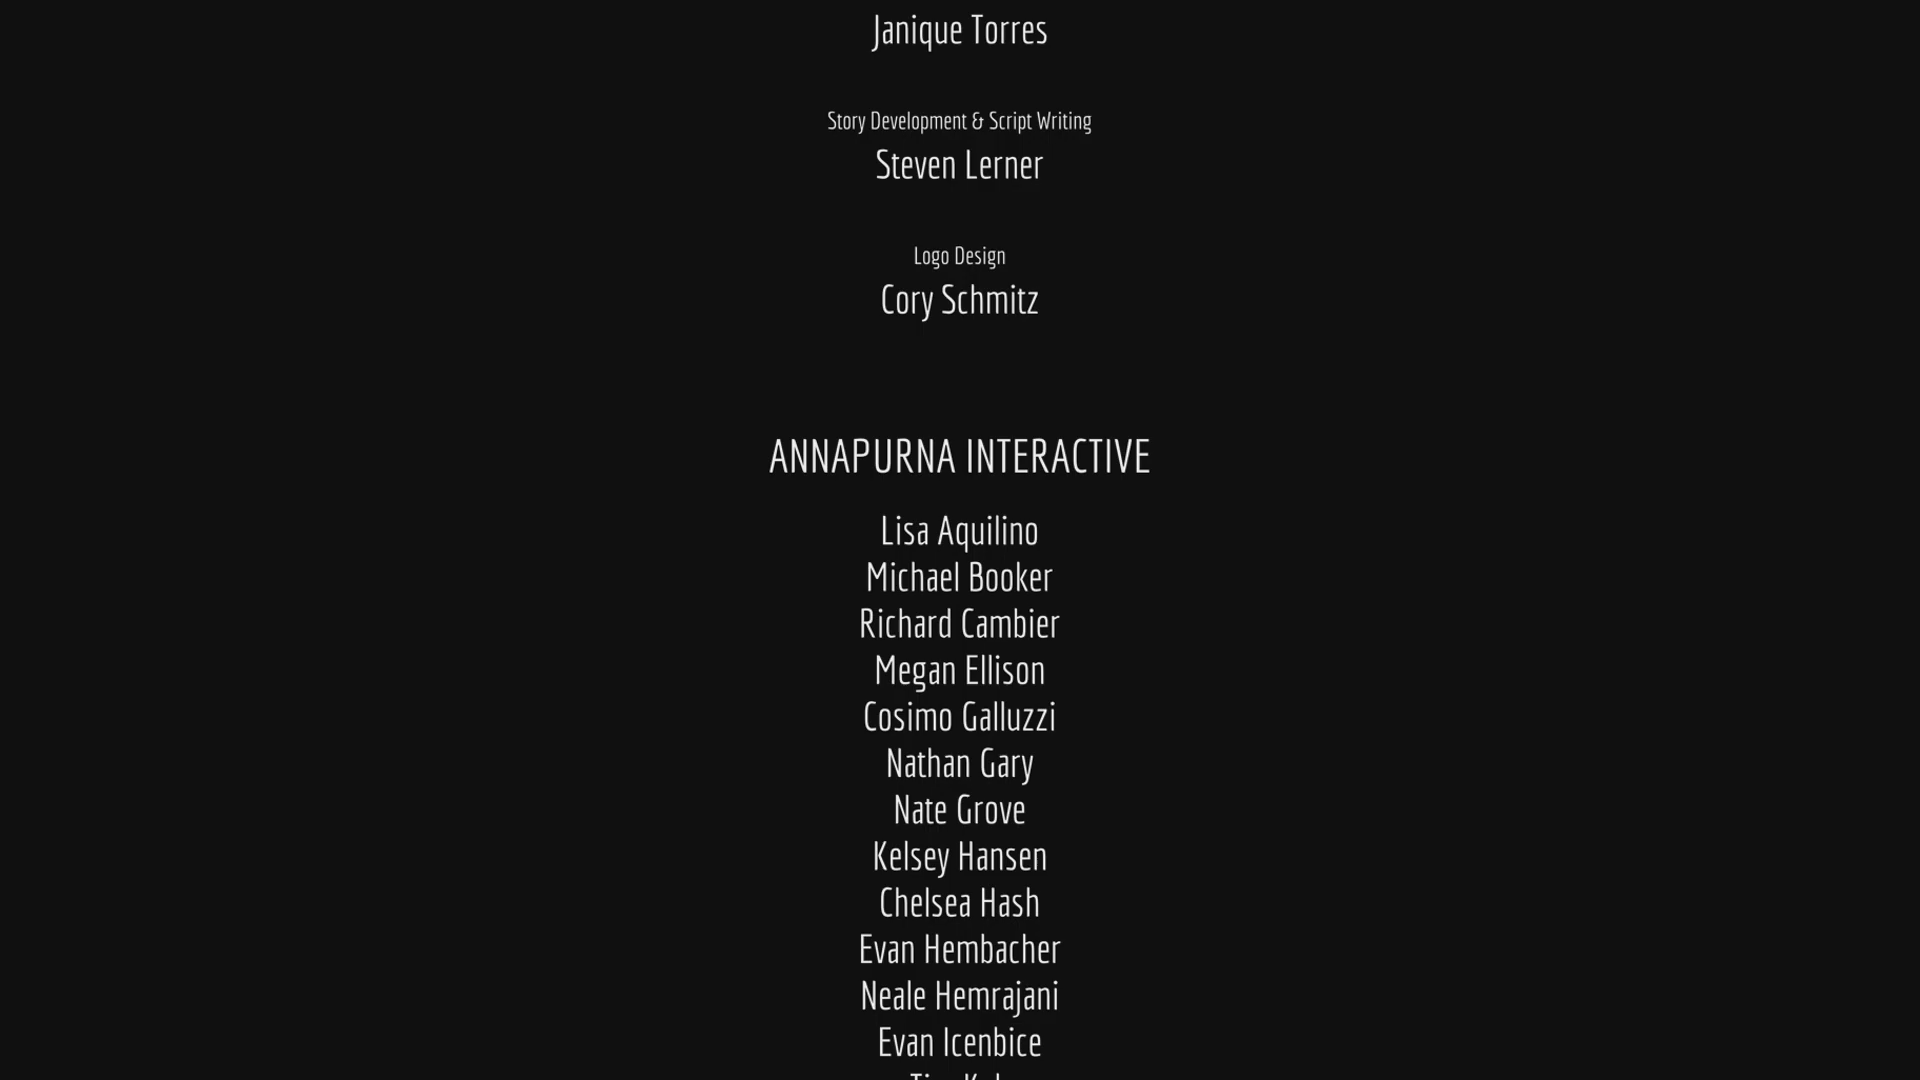 Janique Torres
Story Development & Script Writing
Steven Lerner
Logo Design
Cory Schmitz
ANNAPURNA INTERACTIVE
Lisa Aquilino
Michael Booker
Richard Cambier
Megan Ellison
Cosimo Galluzzi
Nathan Gary
Nate Grove
Kelsey Hansen
Chelsea Hash
Evan Hembacher
Neale Hemrajani
Evan Icenbice